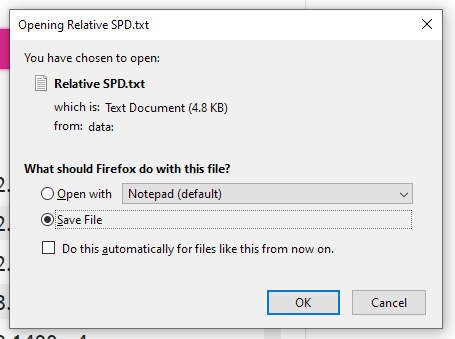 Opening Relative SPD.txt
You have chosen to open:
Relative SPD.txt
which is: Text Document (4.8 KB)
from: data:
What should Firefox do with this file?
Open with Notepad (default)
Save File
Do this automatically for files like this from now on.
OK Cancel